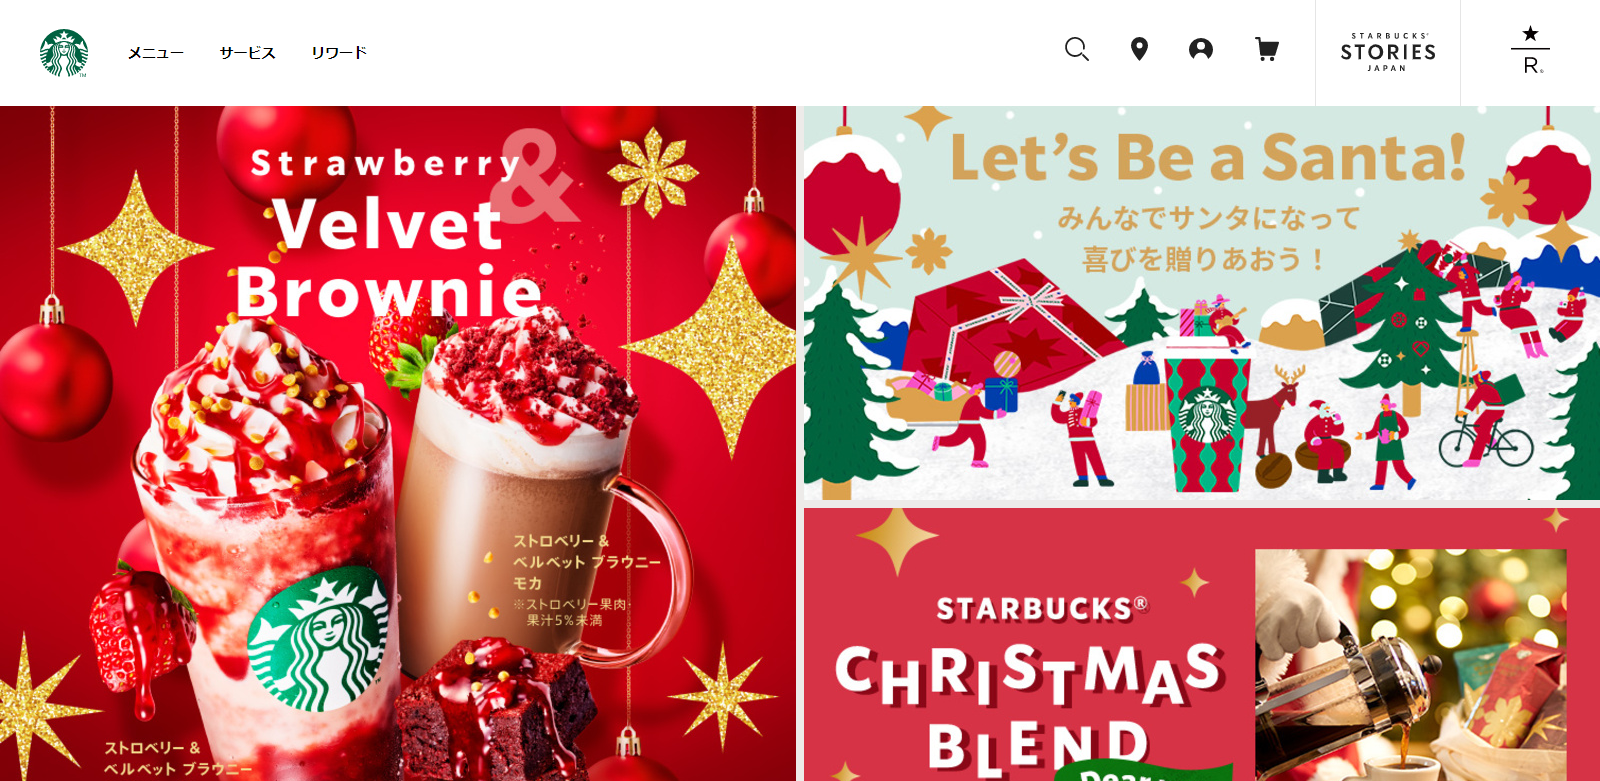 メニュー
サービス
リワード
STARBUCKS®
STORIES
JAPAN
R®
Strawberry
&
Velvet
Brownie
ストロベリー &
ベルベット ブラウニー
モカ
※ストロベリー果肉・
果汁5%未満
ストロベリー &
ベルベット ブラウニー
Let's Be a Santa!
みんなでサンタになって
喜びを贈りあおう！
STARBUCKS®
CHRISTMAS
BLEND
Dear